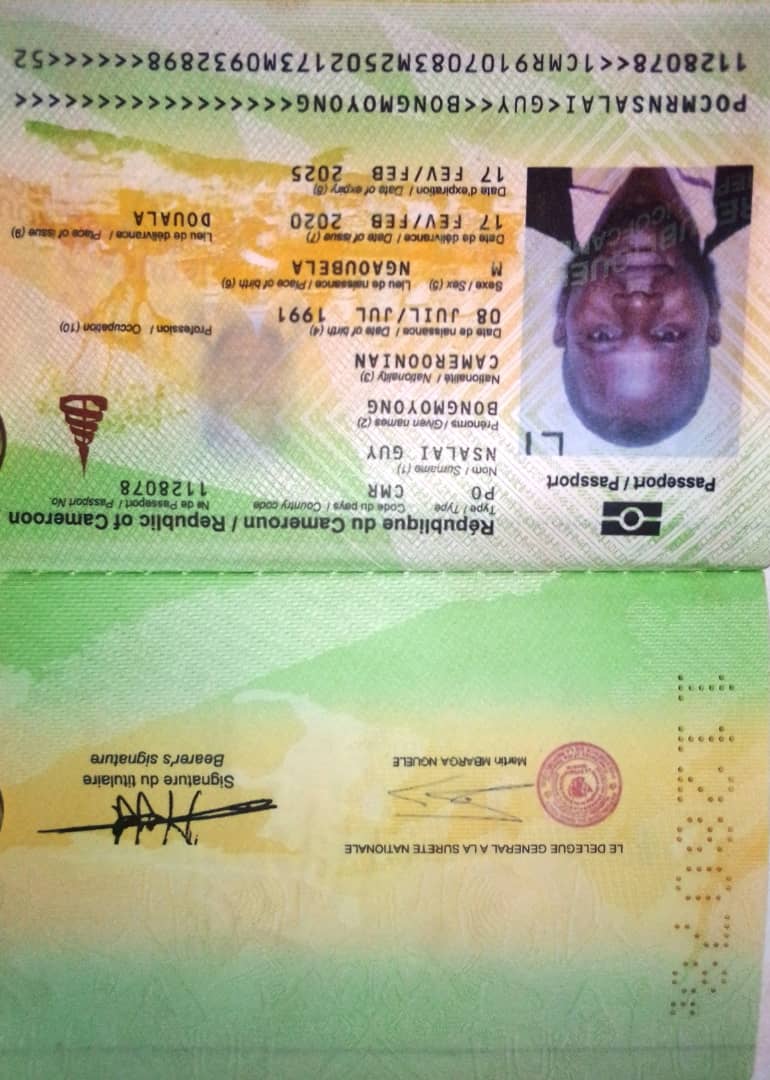 1128078
LE DELEGUE GENERAL A LA SURETE NATIONALE
Martin MBARGA NGUELE
Signature du titulaire
Bearer's signature
République du Cameroun / Republic of Cameroon
Passeport / Passport
Type / Type Code du pays / Country code No de Passeport / Passport No
PO CMR 1128078
Nom / Surname (1)
NSALAI GUY
Prénoms / Given names (2)
BONGMOYONG
Nationalité / Nationality (3)
CAMEROONIAN
Date de naissance / Date of birth (4) Profession / Occupation (10)
08 JUIL/JUL 1991
Sexe / Sex (5) Lieu de naissance / Place of birth (6)
M NGAOUBELA
Date de délivrance / Date of issue (7) Lieu de délivrance / Place of issue (9)
17 FEV/FEB 2020 DOUALA
Date d'expiration / Date of expiry (8)
17 FEV/FEB 2025
POCMRNSALAI<GUY<<BONGMOYONG<<<<<<<<<<<<<<<<<
1128078<<1CMR9107083M2502173M0932898<<<<<<52